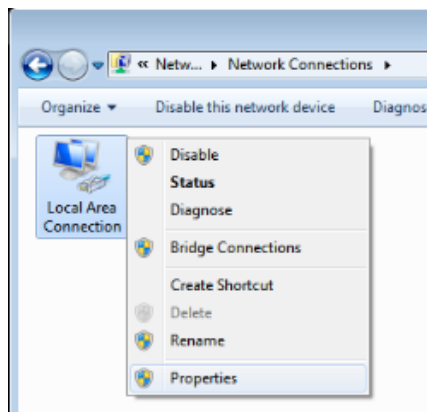 « Netw... ▸ Network Connections ▸
Organize ▾ Disable this network device Diagnos
Local Area
Connection
Disable
Status
Diagnose
Bridge Connections
Create Shortcut
Delete
Rename
Properties